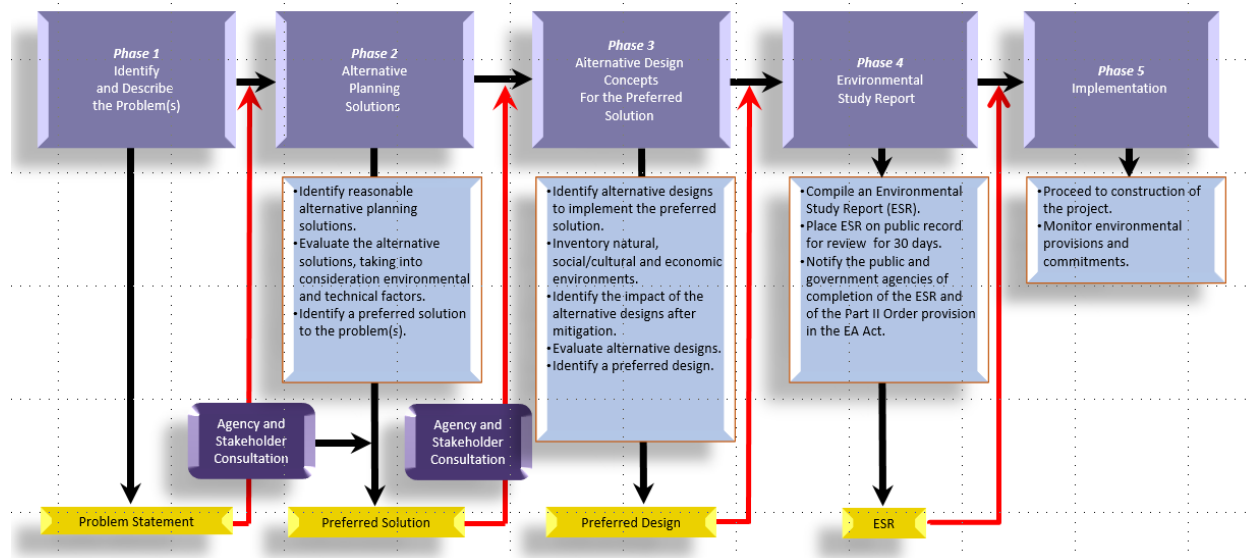 Phase 1
Identify
and Describe
the Problem(s)
Phase 2
Alternative
Planning
Solutions
Phase 3
Alternative Design
Concepts
For the Preferred
Solution
Phase 4
Environmental
Study Report
Phase 5
Implementation
•Identify reasonable
alternative planning
solutions.
•Evaluate the alternative
solutions, taking into
consideration environmental
and technical factors.
•Identify a preferred solution
to the problem(s).
•Identify alternative designs
to implement the preferred
solution.
•Inventory natural,
social/cultural and economic
environments.
•Identify the impact of the
alternative designs after
mitigation.
•Evaluate alternative designs.
•Identify a preferred design.
•Compile an Environmental
Study Report (ESR).
•Place ESR on public record
for review for 30 days.
•Notify the public and
government agencies of
completion of the ESR and
of the Part II Order provision
in the EA Act.
•Proceed to construction of
the project.
•Monitor environmental
provisions and
commitments.
Agency and
Stakeholder
Consultation
Agency and
Stakeholder
Consultation
Problem Statement
Preferred Solution
Preferred Design
ESR